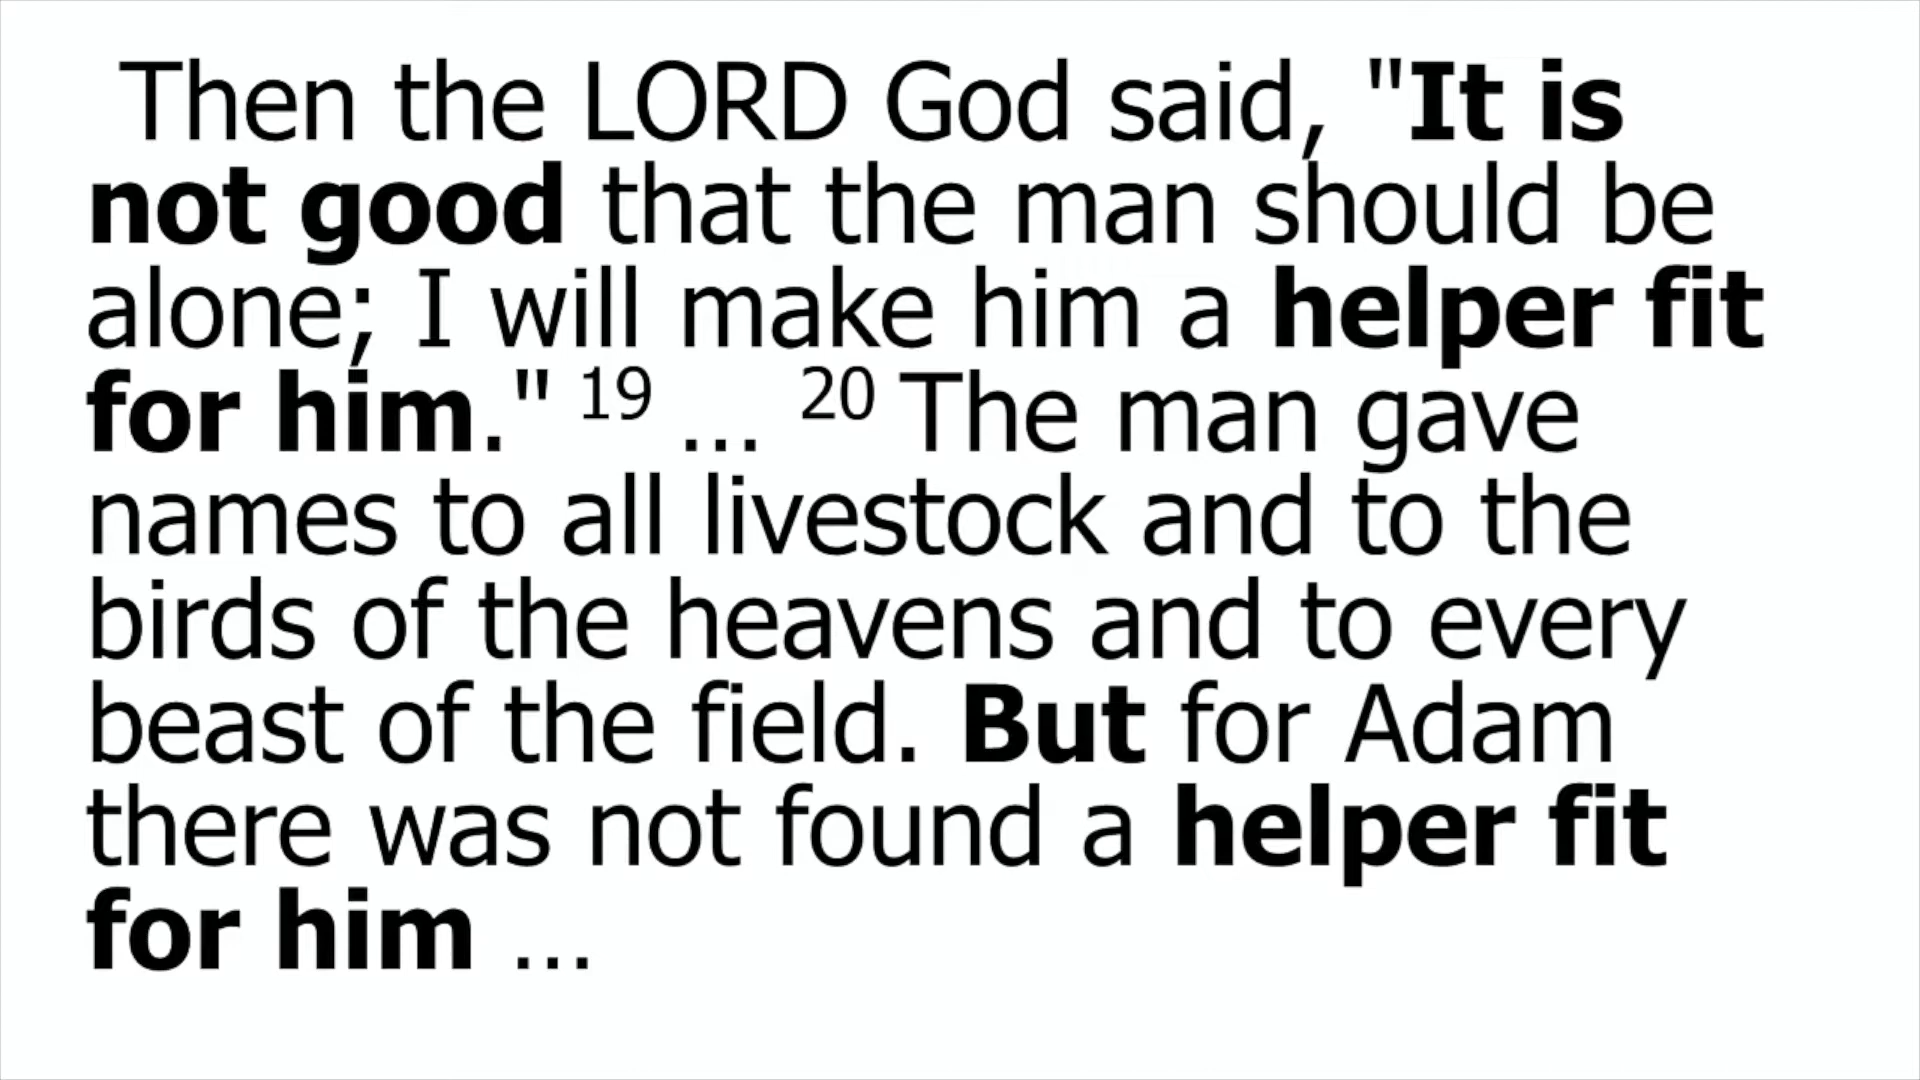 Then the LORD God said, "It is
not good that the man should be
alone; I will make him a helper fit
for him." 19 ... 20 The man gave
names to all livestock and to the
birds of the heavens and to every
beast of the field. But for Adam
there was not found a helper fit
for him ...